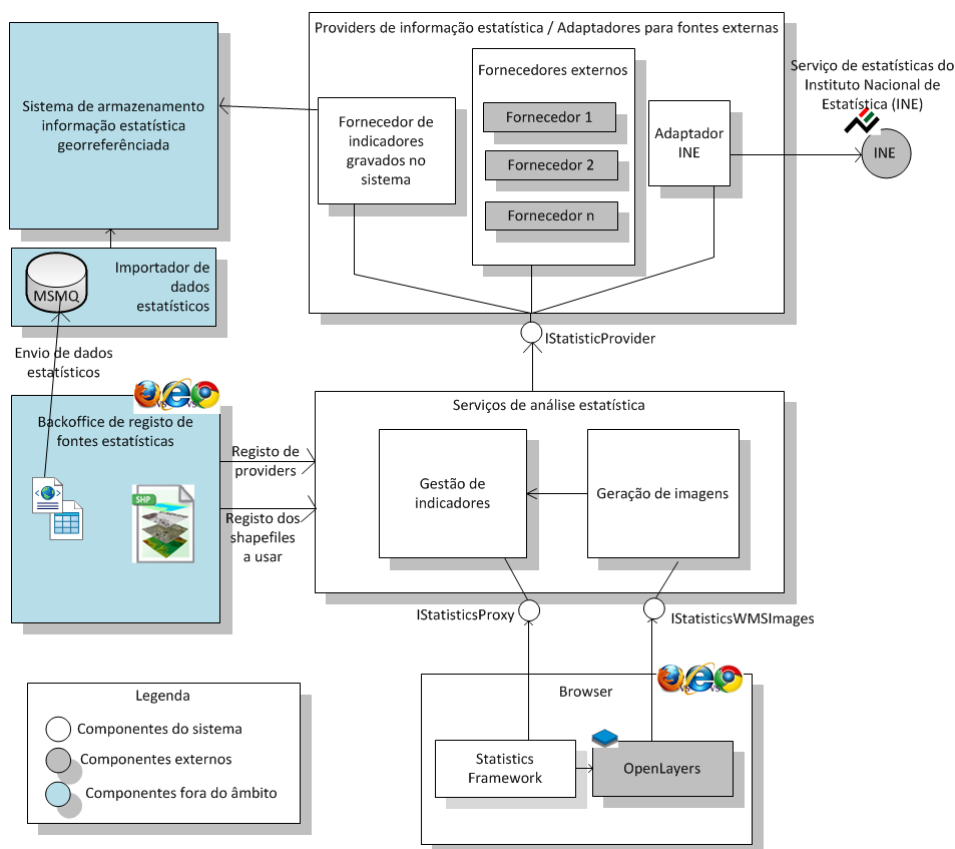 Providers de informação estatística / Adaptadores para fontes externas
Sistema de armazenamento
informação estatística
georreferênciada
Fornecedor de
indicadores
gravados no
sistema
Fornecedores externos
Fornecedor 1
Fornecedor 2
Fornecedor n
Adaptador
INE
Serviço de estatísticas do
Instituto Nacional de
Estatística (INE)
INE
Importador de
dados
estatísticos
MSMQ
IStatisticProvider
Envio de dados
estatísticos
Backoffice de registo de
fontes estatísticas
SHP
Registo de
providers
Registo dos
shapefiles
a usar
Serviços de análise estatística
Gestão de
indicadores
Geração de imagens
IStatisticsProxy
IStatisticsWMSImages
Browser
Statistics
Framework
OpenLayers
Legenda
Componentes do sistema
Componentes externos
Componentes fora do âmbito